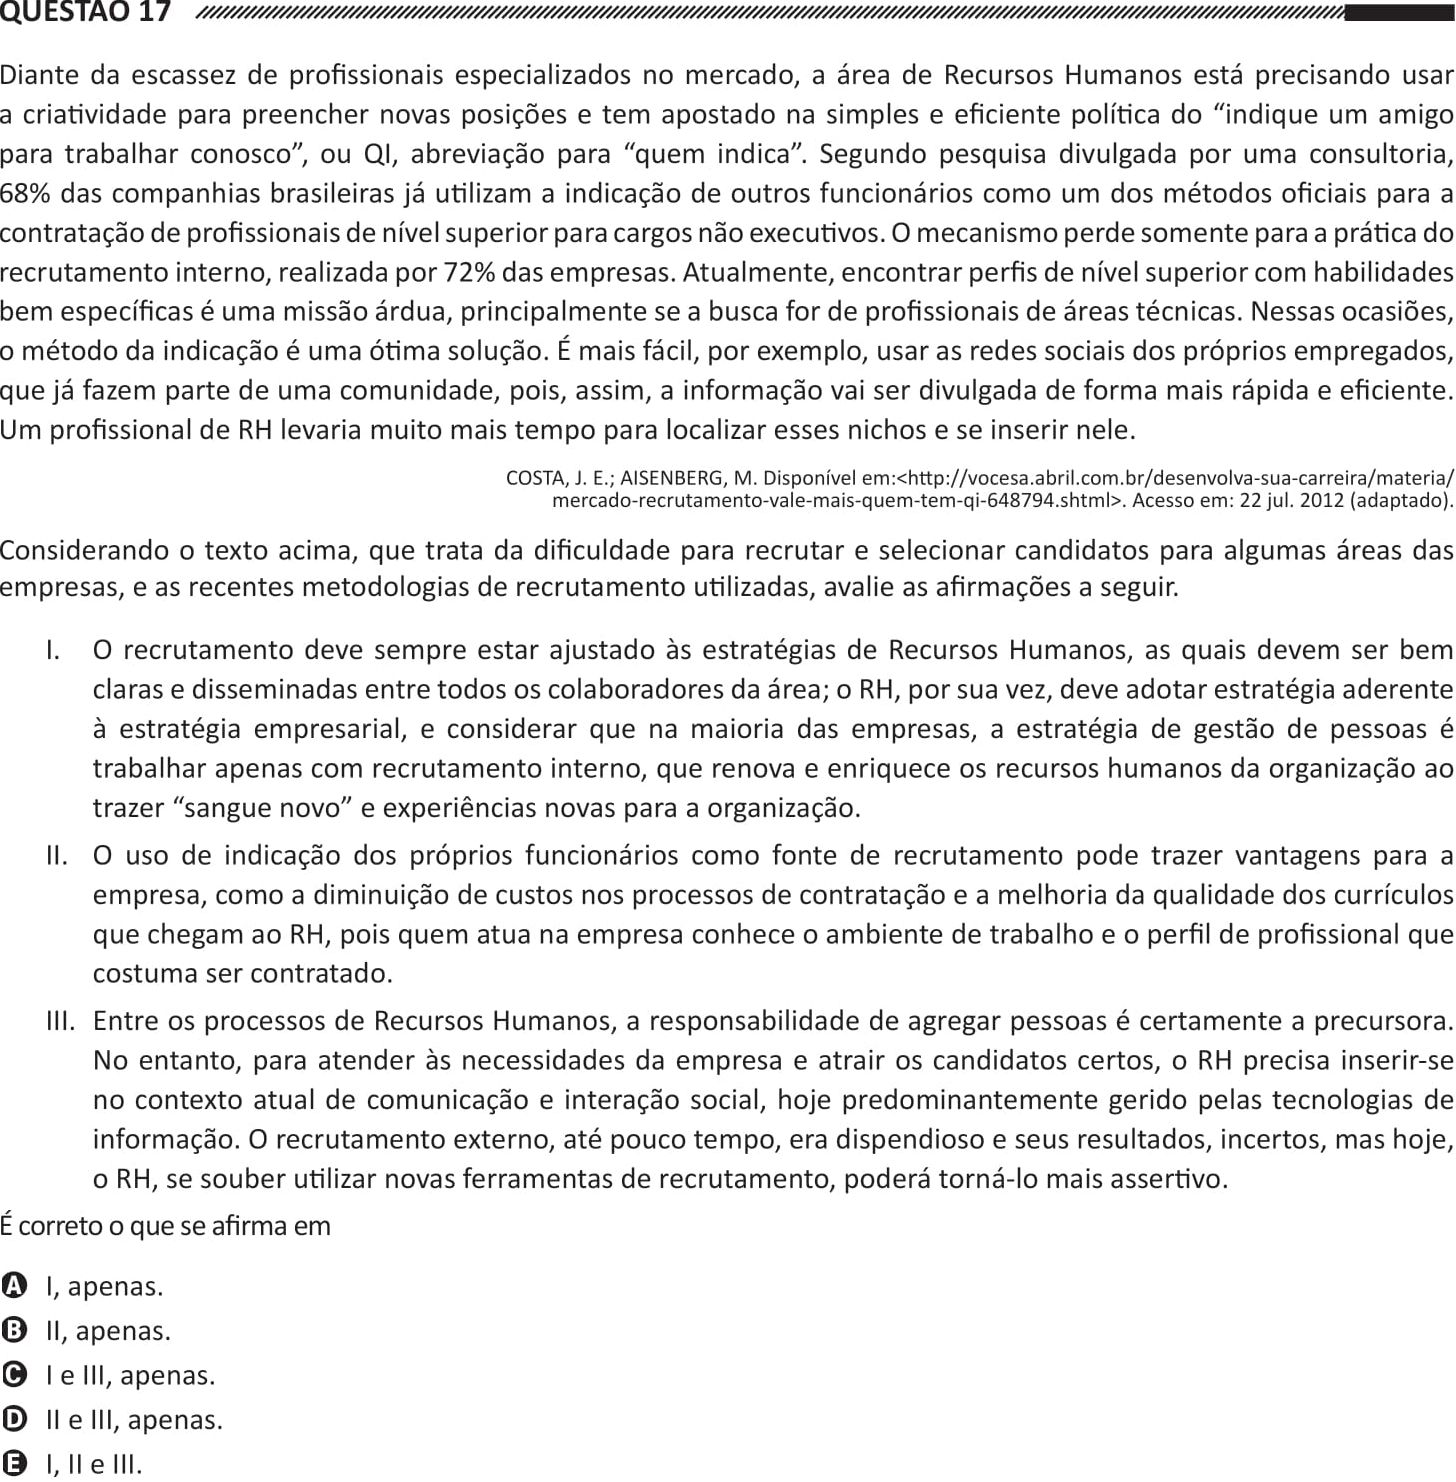 QUESTÃO 17
Diante da escassez de profissionais especializados no mercado, a área de Recursos Humanos está precisando usar
a criatividade para preencher novas posições e tem apostado na simples e eficiente política do “indique um amigo
para trabalhar conosco”, ou QI, abreviação para “quem indica”. Segundo pesquisa divulgada por uma consultoria,
68% das companhias brasileiras já utilizam a indicação de outros funcionários como um dos métodos oficiais para a
contratação de profissionais de nível superior para cargos não executivos. O mecanismo perde somente para a prática do
recrutamento interno, realizada por 72% das empresas. Atualmente, encontrar perfis de nível superior com habilidades
bem específicas é uma missão árdua, principalmente se a busca for de profissionais de áreas técnicas. Nessas ocasiões,
o método da indicação é uma ótima solução. É mais fácil, por exemplo, usar as redes sociais dos próprios empregados,
que já fazem parte de uma comunidade, pois, assim, a informação vai ser divulgada de forma mais rápida e eficiente.
Um profissional de RH levaria muito mais tempo para localizar esses nichos e se inserir nele.
COSTA, J. E.; AISENBERG, M. Disponível em:<http://vocesa.abril.com.br/desenvolva-sua-carreira/materia/
mercado-recrutamento-vale-mais-quem-tem-qi-648794.shtml>. Acesso em: 22 jul. 2012 (adaptado).
Considerando o texto acima, que trata da dificuldade para recrutar e selecionar candidatos para algumas áreas das
empresas, e as recentes metodologias de recrutamento utilizadas, avalie as afirmações a seguir.
I. O recrutamento deve sempre estar ajustado às estratégias de Recursos Humanos, as quais devem ser bem
claras e disseminadas entre todos os colaboradores da área; o RH, por sua vez, deve adotar estratégia aderente
à estratégia empresarial, e considerar que na maioria das empresas, a estratégia de gestão de pessoas é
trabalhar apenas com recrutamento interno, que renova e enriquece os recursos humanos da organização ao
trazer “sangue novo” e experiências novas para a organização.
II. O uso de indicação dos próprios funcionários como fonte de recrutamento pode trazer vantagens para a
empresa, como a diminuição de custos nos processos de contratação e a melhoria da qualidade dos currículos
que chegam ao RH, pois quem atua na empresa conhece o ambiente de trabalho e o perfil de profissional que
costuma ser contratado.
III. Entre os processos de Recursos Humanos, a responsabilidade de agregar pessoas é certamente a precursora.
No entanto, para atender às necessidades da empresa e atrair os candidatos certos, o RH precisa inserir-se
no contexto atual de comunicação e interação social, hoje predominantemente gerido pelas tecnologias de
informação. O recrutamento externo, até pouco tempo, era dispendioso e seus resultados, incertos, mas hoje,
o RH, se souber utilizar novas ferramentas de recrutamento, poderá torná-lo mais assertivo.
É correto o que se afirma em
A I, apenas.
B II, apenas.
C I e III, apenas.
D II e III, apenas.
E I, II e III.